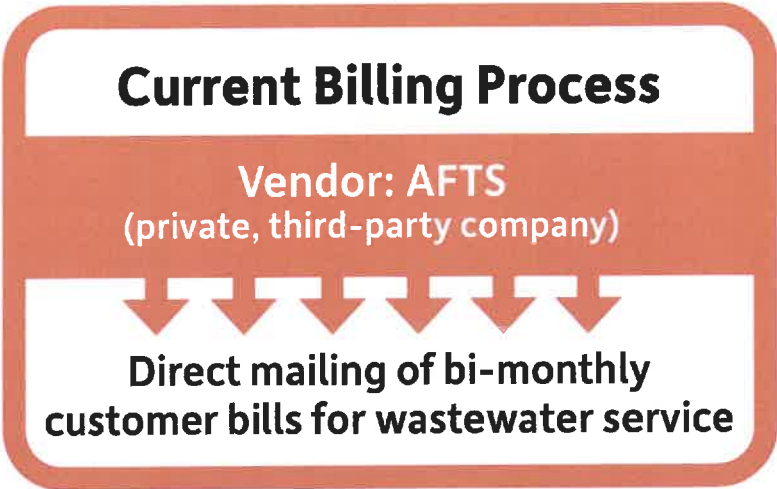 Current Billing Process
Vendor: AFTS
(private, third-party company)
Direct mailing of bi-monthly
customer bills for wastewater service